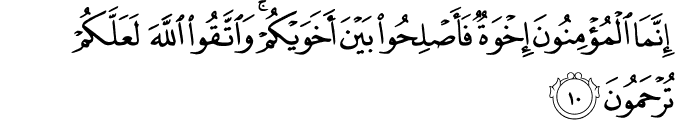 إِنَّمَا ٱلْمُؤْمِنُونَ إِخْوَةٌ فَأَصْلِحُوا۟ بَيْنَ أَخَوَيْكُمْ ۚ وَٱتَّقُوا۟ ٱللَّهَ لَعَلَّكُمْ
تُرْحَمُونَ ١٠